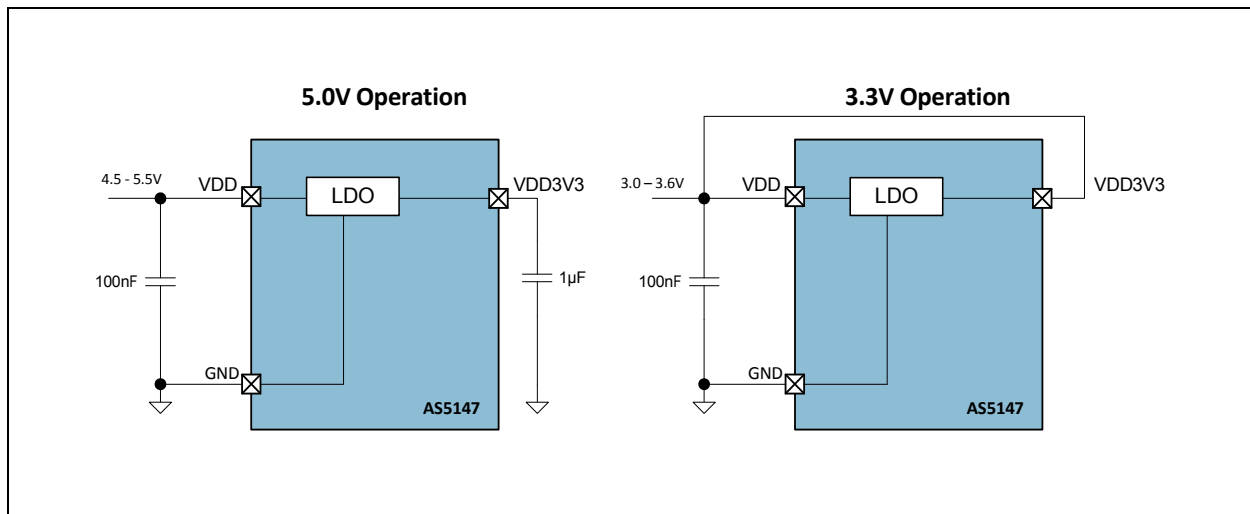 5.0V Operation
4.5 - 5.5V
VDD
LDO
VDD3V3
100nF
1µF
GND
AS5147
3.3V Operation
3.0 – 3.6V
VDD
LDO
VDD3V3
100nF
GND
AS5147